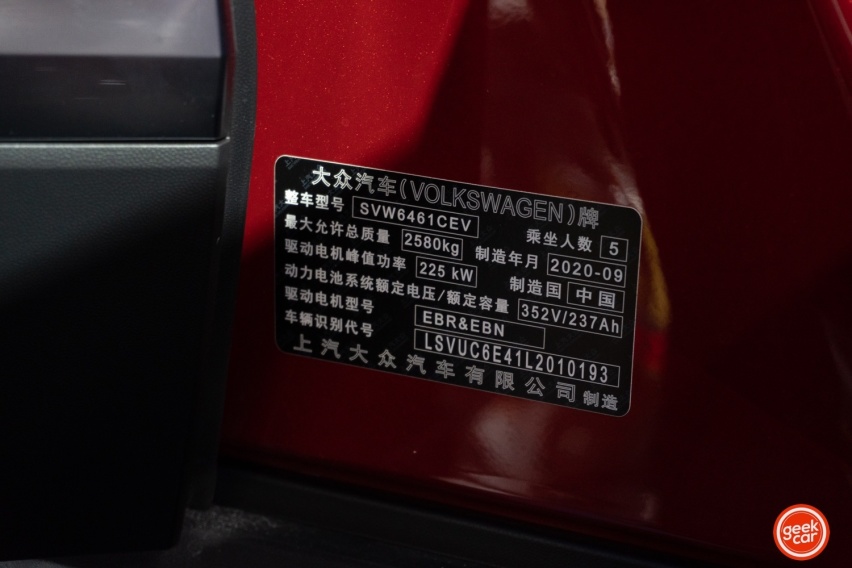 大众汽车(VOLKSWAGEN)牌
整车型号 SVW6461CEV 乘坐人数 5
最大允许总质量 2580kg 制造年月 2020-09
驱动电机峰值功率 225 kW 制造国 中国
动力电池系统额定电压/额定容量 352V/237Ah
驱动电机型号 EBR&EBN
车辆识别代号 LSVUC6E41L2010193
上汽大众汽车有限公司 制造
geek
car